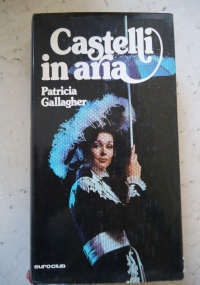 Castelli
in aria
Patricia
Gallagher
euroclub